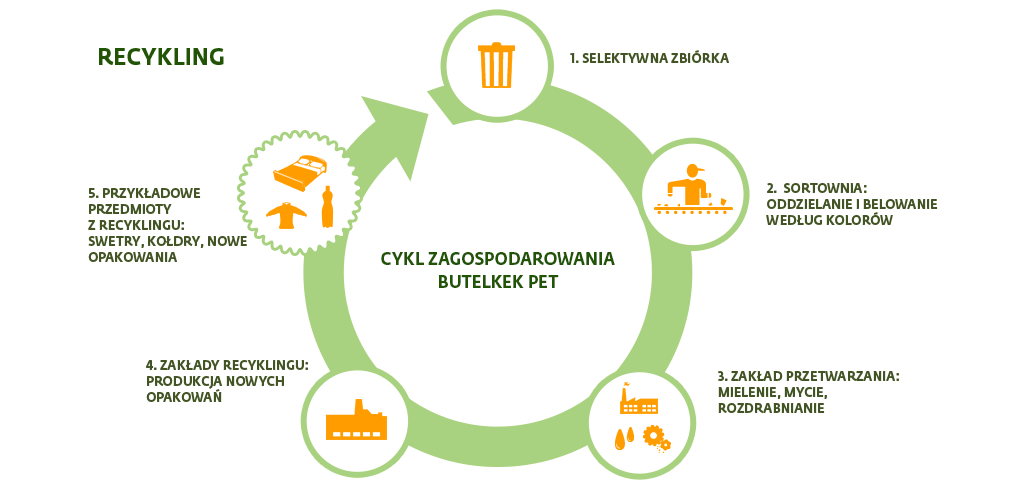 RECYKLING
1. SELEKTYWNA ZBIÓRKA
2. SORTOWNIA:
ODDZIELANIE I BELOWANIE
WEDŁUG KOLORÓW
3. ZAKŁAD PRZETWARZANIA:
MIELENIE, MYCIE,
ROZDRABNIANIE
4. ZAKŁADY RECYKLINGU:
PRODUKCJA NOWYCH
OPAKOWAŃ
5. PRZYKŁADOWE
PRZEDMIOTY
Z RECYKLINGU:
SWETRY, KOŁDRY, NOWE
OPAKOWANIA
CYKL ZAGOSPODAROWANIA
BUTELKEK PET